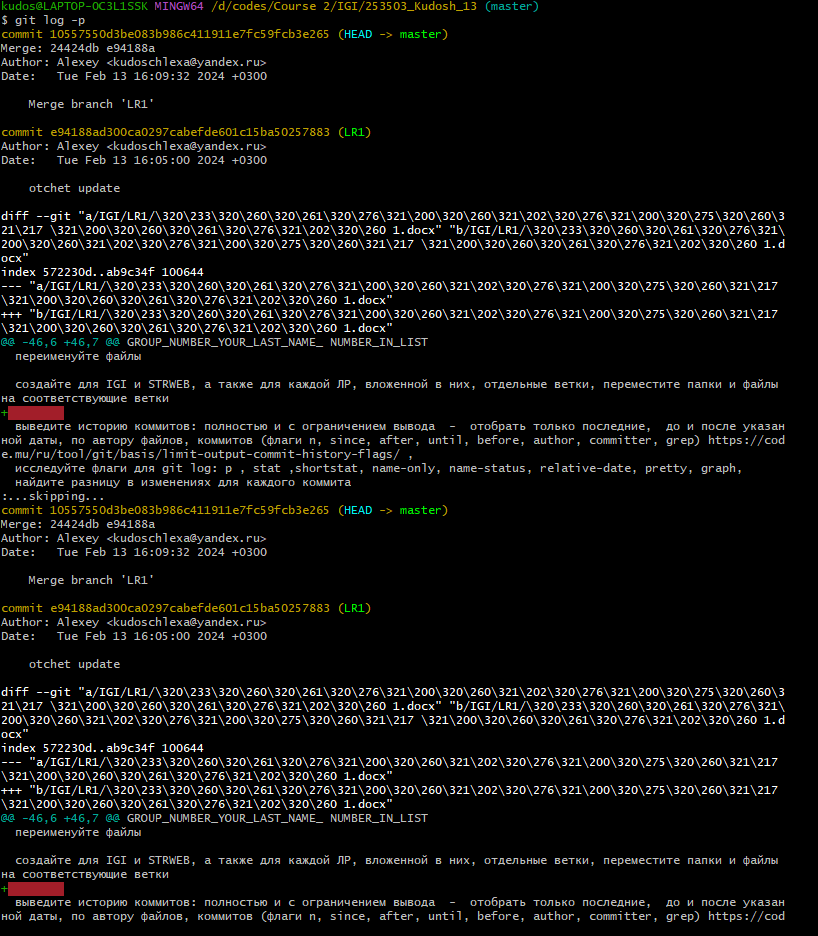 kudos@LAPTOP-OC3L1SSK MINGW64 /d/codes/Course 2/IGI/253503_Kudosh_13 (master)
$ git log -p
commit 10557550d3be083b986c411911e7fc59fcb3e265 (HEAD -> master)
Merge: 24424db e94188a
Author: Alexey <kudoschlexa@yandex.ru>
Date:   Tue Feb 13 16:09:32 2024 +0300
    Merge branch 'LR1'
commit e94188ad300ca0297cabefde601c15ba50257883 (LR1)
Author: Alexey <kudoschlexa@yandex.ru>
Date:   Tue Feb 13 16:05:00 2024 +0300
    otchet update
diff --git "a/IGI/LR1/\320\233\320\260\320\261\320\276\321\200\320\260\321\202\320\276\321\200\320\275\320\260\3
21\217 \321\200\320\260\320\261\320\276\321\202\320\260 1.docx" "b/IGI/LR1/\320\233\320\260\320\261\320\276\321\
200\320\260\321\202\320\276\321\200\320\275\320\260\321\217 \321\200\320\260\320\261\320\276\321\202\320\260 1.d
ocx"
index 572230d..ab9c34f 100644
--- "a/IGI/LR1/\320\233\320\260\320\261\320\276\321\200\320\260\321\202\320\276\321\200\320\275\320\260\321\217
\321\200\320\260\320\261\320\276\321\202\320\260 1.docx"
+++ "b/IGI/LR1/\320\233\320\260\320\261\320\276\321\200\320\260\321\202\320\276\321\200\320\275\320\260\321\217
\321\200\320\260\320\261\320\276\321\202\320\260 1.docx"
@@ -46,6 +46,7 @@ GROUP_NUMBER_YOUR_LAST_NAME_ NUMBER_IN_LIST
  переименуйте файлы
  создайте для IGI и STRWEB, а также для каждой ЛР, вложенной в них, отдельные ветки, переместите папки и файлы
на соответствующие ветки
+
  выведите историю коммитов: полностью и с ограничением вывода  -  отобрать только последние,  до и после указан
ной даты, по автору файлов, коммитов (флаги n, since, after, until, before, author, committer, grep) https://cod
e.mu/ru/tool/git/basis/limit-output-commit-history-flags/ ,
  исследуйте флаги для git log: p , stat ,shortstat, name-only, name-status, relative-date, pretty, graph,
  найдите разницу в изменениях для каждого коммита
:...skipping...
commit 10557550d3be083b986c411911e7fc59fcb3e265 (HEAD -> master)
Merge: 24424db e94188a
Author: Alexey <kudoschlexa@yandex.ru>
Date:   Tue Feb 13 16:09:32 2024 +0300
    Merge branch 'LR1'
commit e94188ad300ca0297cabefde601c15ba50257883 (LR1)
Author: Alexey <kudoschlexa@yandex.ru>
Date:   Tue Feb 13 16:05:00 2024 +0300
    otchet update
diff --git "a/IGI/LR1/\320\233\320\260\320\261\320\276\321\200\320\260\321\202\320\276\321\200\320\275\320\260\3
21\217 \321\200\320\260\320\261\320\276\321\202\320\260 1.docx" "b/IGI/LR1/\320\233\320\260\320\261\320\276\321\
200\320\260\321\202\320\276\321\200\320\275\320\260\321\217 \321\200\320\260\320\261\320\276\321\202\320\260 1.d
ocx"
index 572230d..ab9c34f 100644
--- "a/IGI/LR1/\320\233\320\260\320\261\320\276\321\200\320\260\321\202\320\276\321\200\320\275\320\260\321\217
\321\200\320\260\320\261\320\276\321\202\320\260 1.docx"
+++ "b/IGI/LR1/\320\233\320\260\320\261\320\276\321\200\320\260\321\202\320\276\321\200\320\275\320\260\321\217
\321\200\320\260\320\261\320\276\321\202\320\260 1.docx"
@@ -46,6 +46,7 @@ GROUP_NUMBER_YOUR_LAST_NAME_ NUMBER_IN_LIST
  переименуйте файлы
  создайте для IGI и STRWEB, а также для каждой ЛР, вложенной в них, отдельные ветки, переместите папки и файлы
на соответствующие ветки
+
  выведите историю коммитов: полностью и с ограничением вывода  -  отобрать только последние,  до и после указан
ной даты, по автору файлов, коммитов (флаги n, since, after, until, before, author, committer, grep) https://cod